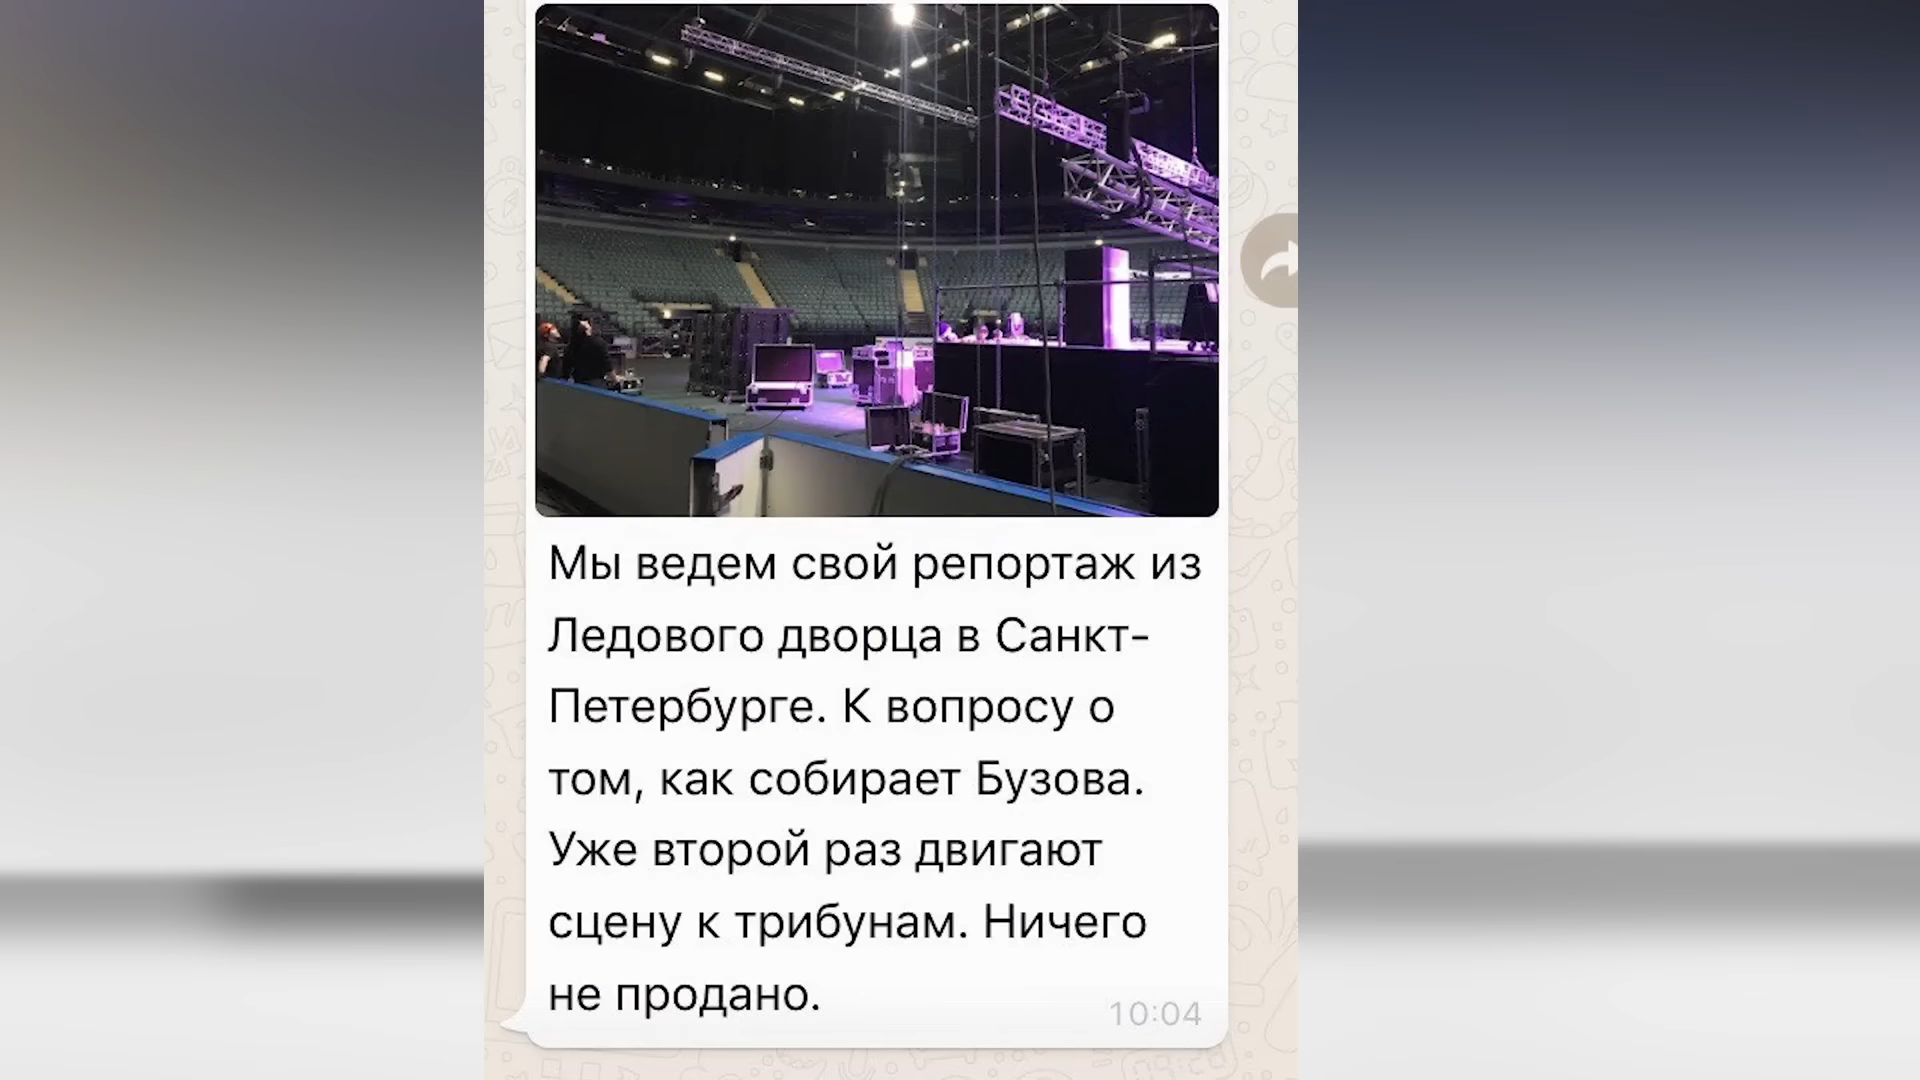 Мы ведем свой репортаж из
Ледового дворца в Санкт-
Петербурге. К вопросу о
том, как собирает Бузова.
Уже второй раз двигают
сцену к трибунам. Ничего
не продано.
10:04